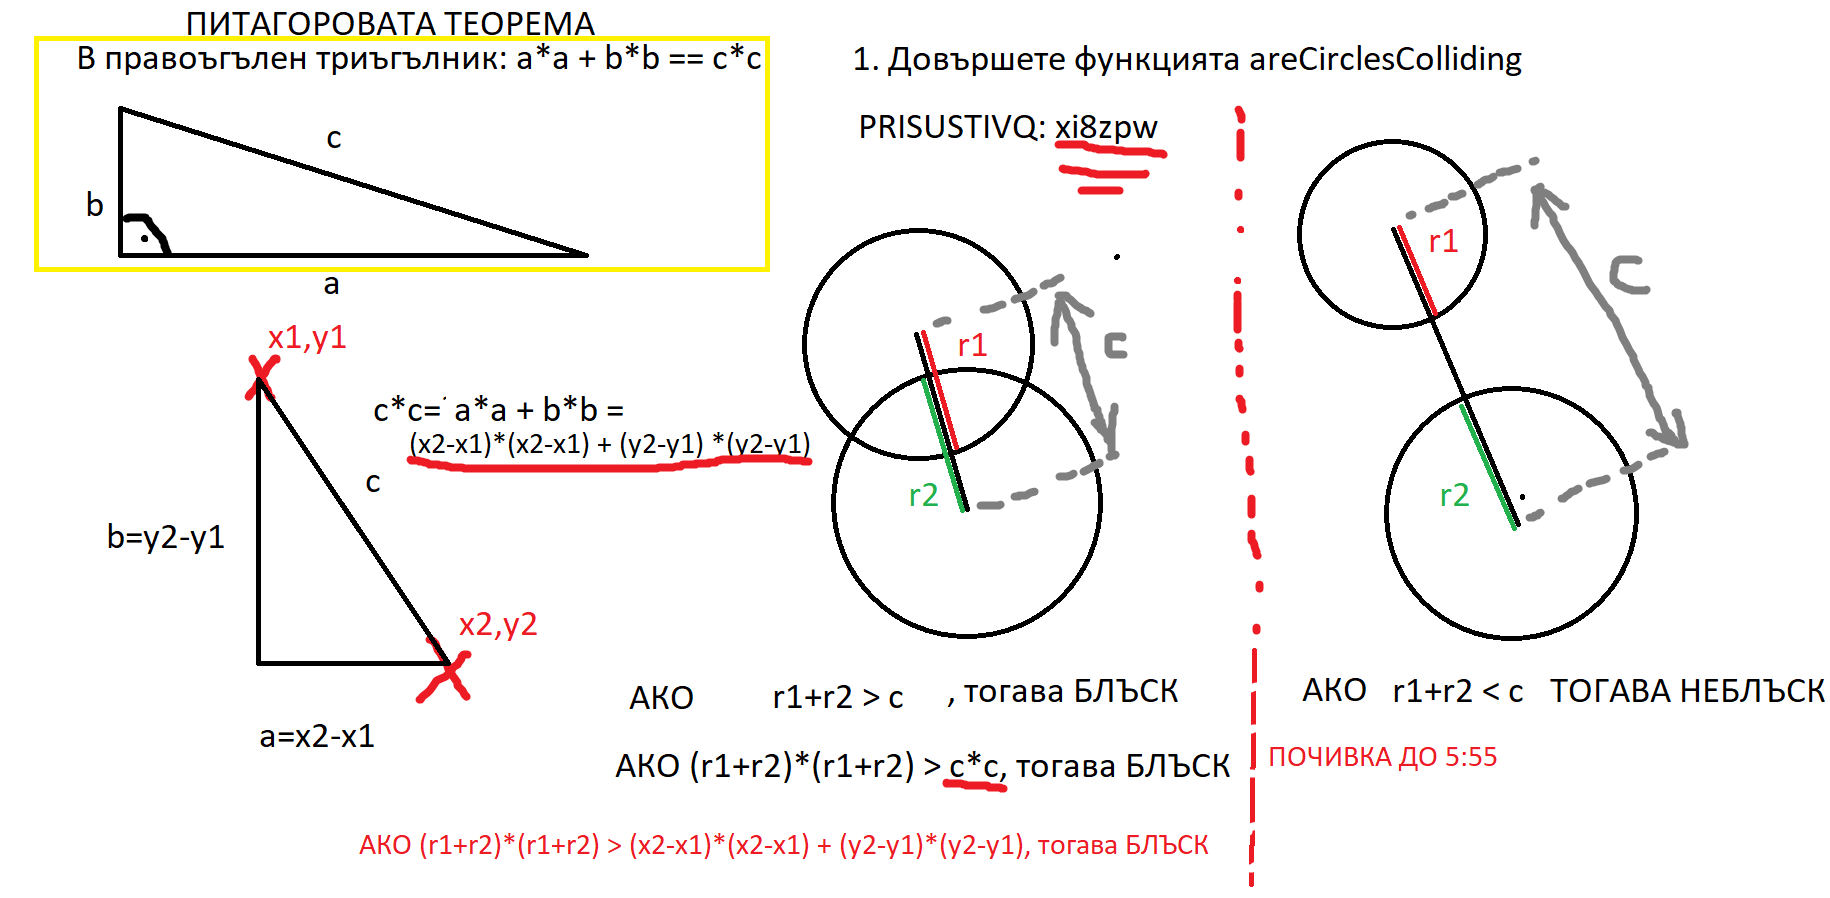 ПИТАГОРОВАТА ТЕОРЕМА
В правоъгълен триъгълник: a*a + b*b == c*c
c
b
a
x1,y1
c*c= a*a + b*b =
(x2-x1)*(x2-x1) + (y2-y1) *(y2-y1)
c
b=y2-y1
x2,y2
a=x2-x1
1. Довършете функцията areCirclesColliding
PRISUSTIVQ: xi8zpw
r1
c
r2
r1
c
r2
АКО r1+r2 > c , тогава БЛЪСК
АКО r1+r2 < c ТОГАВА НЕБЛЪСК
АКО (r1+r2)*(r1+r2) > c*c, тогава БЛЪСК
ПОЧИВКА ДО 5:55
АКО (r1+r2)*(r1+r2) > (x2-x1)*(x2-x1) + (y2-y1)*(y2-y1), тогава БЛЪСК